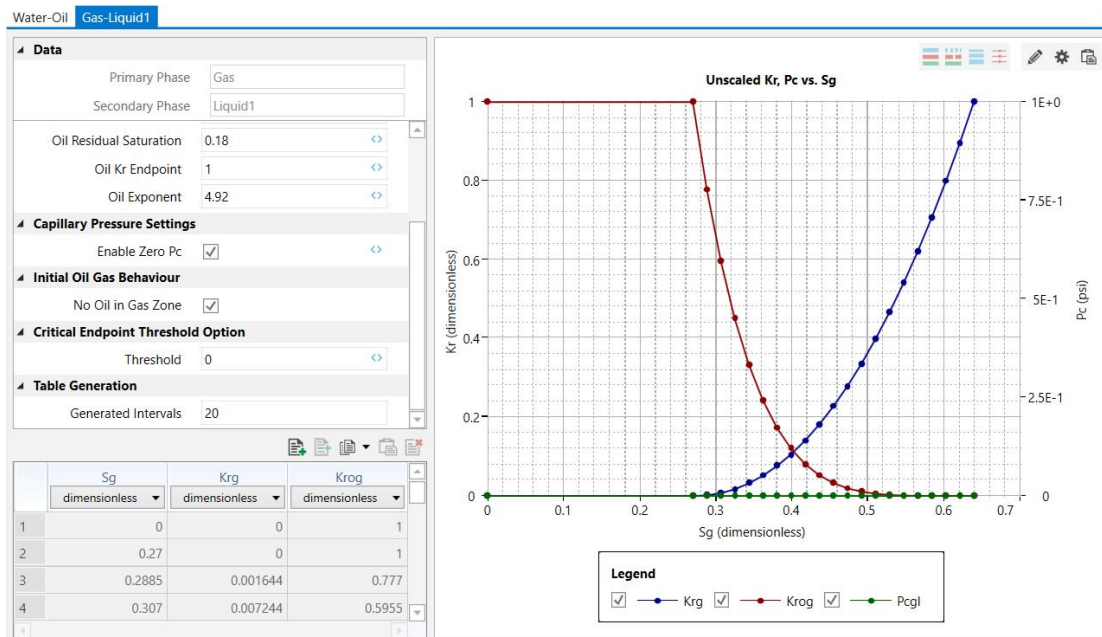 Water-Oil Gas-Liquid1
Data
Primary Phase Gas
Secondary Phase Liquid1
Oil Residual Saturation 0.18
Oil Kr Endpoint 1
Oil Exponent 4.92
Capillary Pressure Settings
Enable Zero Pc
Initial Oil Gas Behaviour
No Oil in Gas Zone
Critical Endpoint Threshold Option
Threshold 0
Table Generation
Generated Intervals 20
Sg Krg Krog
dimensionless dimensionless dimensionless
1 0 0 1
2 0.27 0 1
3 0.2885 0.001644 0.777
4 0.307 0.007244 0.5955
Unscaled Kr, Pc vs. Sg
Kr (dimensionless)
1
0.8
0.6
0.4
0.2
0
0 0.1 0.2 0.3 0.4 0.5 0.6 0.7
Sg (dimensionless)
1E+0
7.5E-1
5E-1
2.5E-1
0
Pc (psi)
Legend
Krg Krog Pcgl